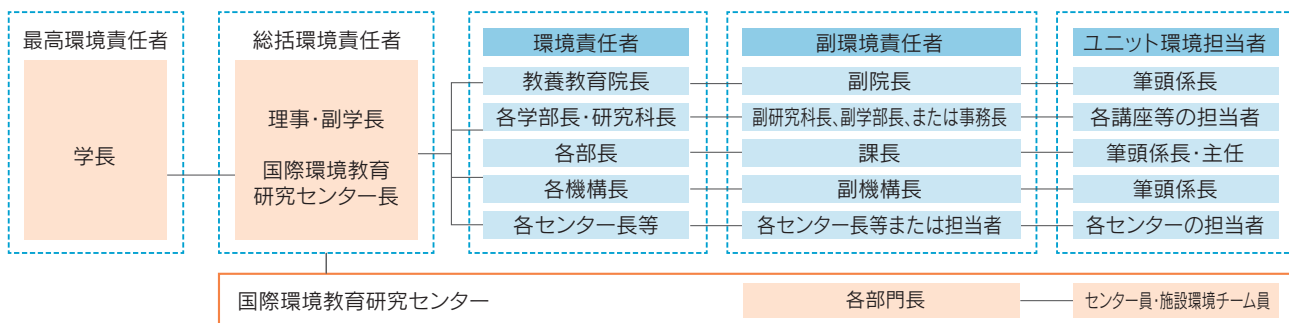 最高環境責任者
学長
総括環境責任者
理事・副学長
国際環境教育
研究センター長
環境責任者
副環境責任者
ユニット環境担当者
教養教育院長
副院長
筆頭係長
各学部長・研究科長
副研究科長、副学部長、または事務長
各講座等の担当者
各部長
課長
筆頭係長・主任
各機構長
副機構長
筆頭係長
各センター長等
各センター長等または担当者
各センターの担当者
国際環境教育研究センター
各部門長
センター員・施設環境チーム員